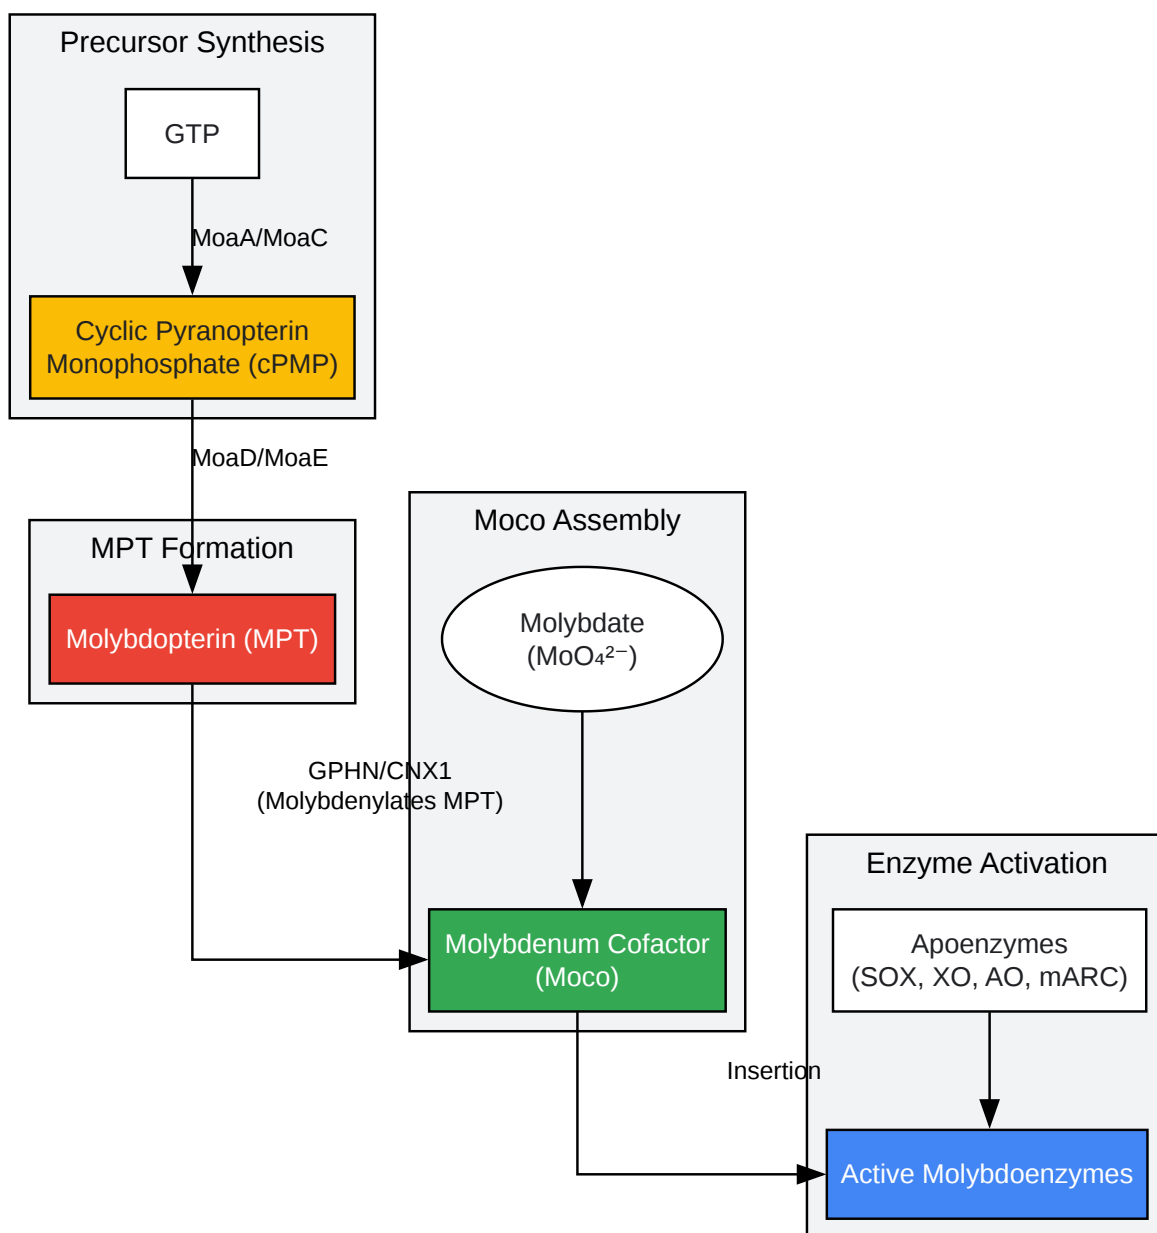 Precursor Synthesis
GTP
MoaA/MoaC
Cyclic Pyranopterin
Monophosphate (cPMP)
MoaD/MoaE
MPT Formation
Molybdopterin (MPT)
Moco Assembly
Molybdate
(MoO₄²⁻)
GPHN/CNX1
(Molybdenylates MPT)
Molybdenum Cofactor
(Moco)
Enzyme Activation
Apoenzymes
(SOX, XO, AO, mARC)
Insertion
Active Molybdoenzymes